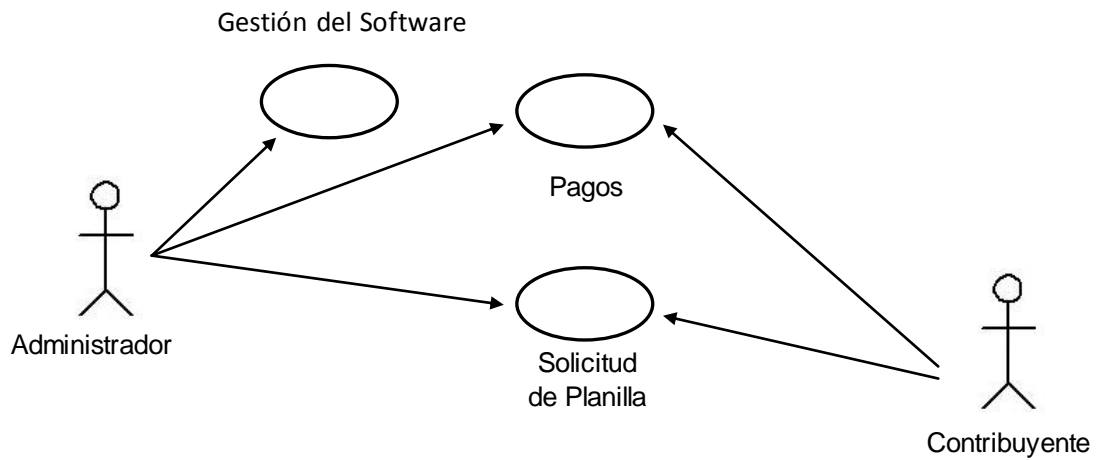 Gestión del Software
Pagos
Administrador
Solicitud
de Planilla
Contribuyente